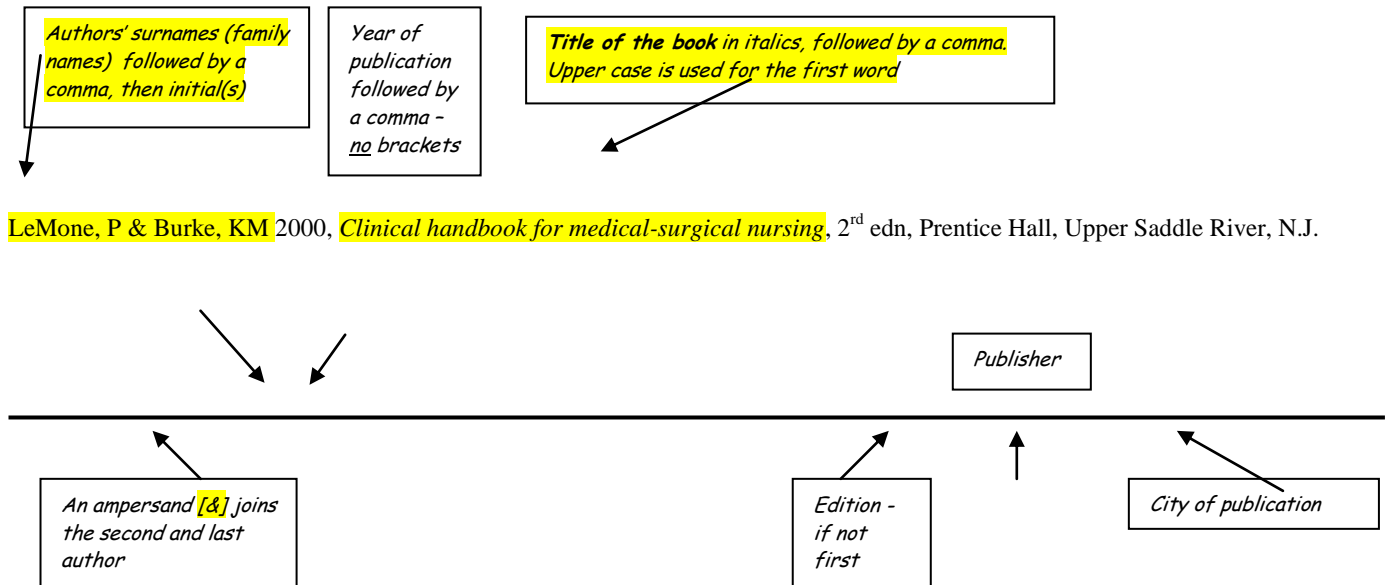 Authors' surnames (family
names) followed by a
comma, then initial(s)
Year of
publication
followed by
a comma –
no brackets
Title of the book in italics, followed by a comma.
Upper case is used for the first word
LeMone, P & Burke, KM 2000, Clinical handbook for medical-surgical nursing, 2rd edn, Prentice Hall, Upper Saddle River, N.J.
Publisher
An ampersand [&] joins
the second and last
author
Edition -
if not
first
City of publication